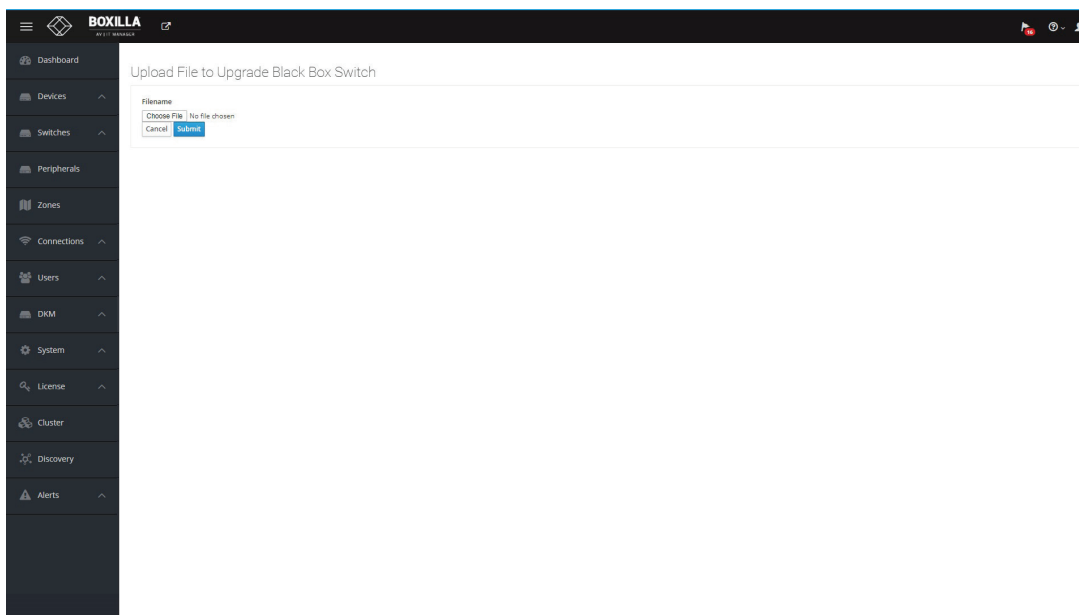 BOXILLA
AV I IT MANAGER
16
Dashboard
Upload File to Upgrade Black Box Switch
Devices
Filename
Choose File No file chosen
Cancel Submit
Switches
Peripherals
Zones
Connections
Users
DKM
System
License
Cluster
Discovery
Alerts